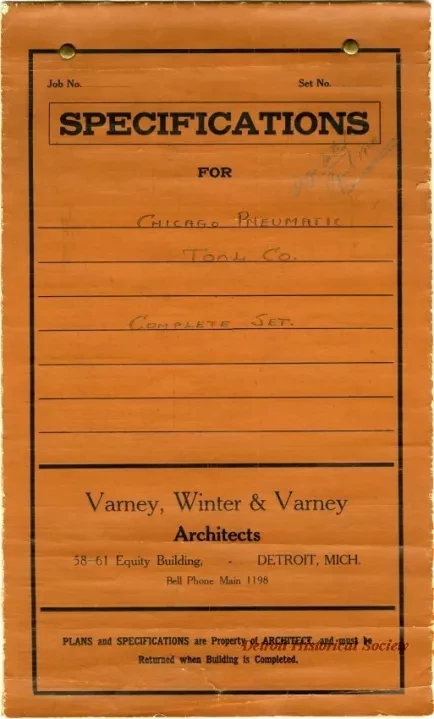 Job No.
Set No.
SPECIFICATIONS
FOR
CHICAGO PNEUMATIC
TOOL CO.
COMPLETE SET.
Varney, Winter & Varney
Architects
58-61 Equity Building, - DETROIT, MICH.
Bell Phone Main 1198
PLANS and SPECIFICATIONS are Property of ARCHITECT, and must be
Detroit Historical Society
Returned when Building is Completed.